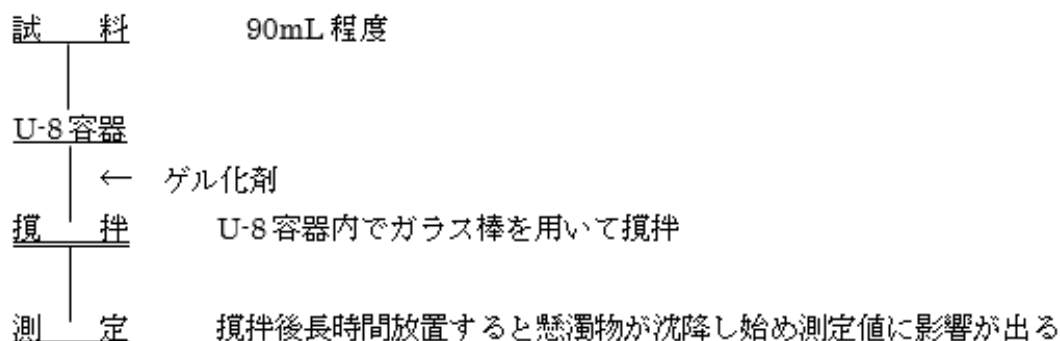 試　料　90mL 程度
U-8 容器
← ゲル化剤
撹　拌　U-8 容器内でガラス棒を用いて撹拌
測　定　撹拌後長時間放置すると懸濁物が沈降し始め測定値に影響が出る